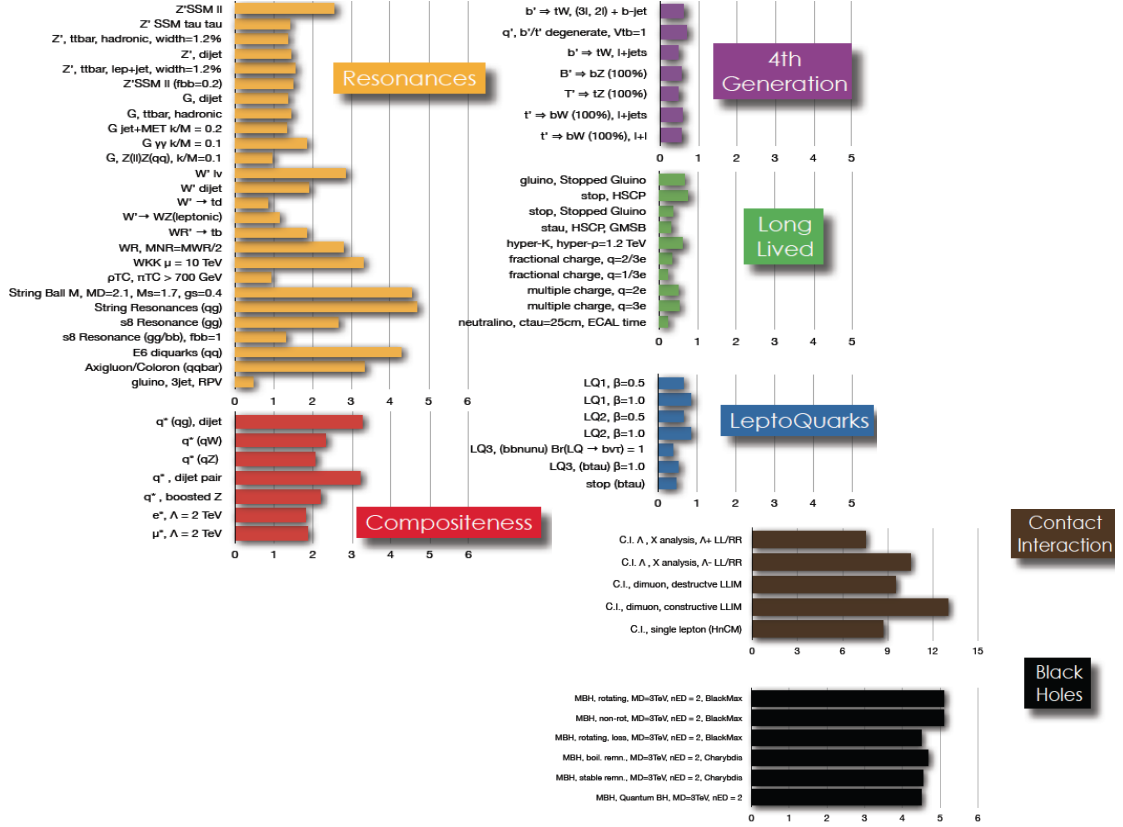 Z'SSM ll
Z' SSM tau tau
Z', ttbar, hadronic, width=1.2%
Z', dijet
Z', ttbar, lep+jet, width=1.2%
Z'SSM ll (fbb=0.2)
G, dijet
G, ttbar, hadronic
G jet+MET k/M = 0.2
G γγ k/M = 0.1
G, Z(ll)Z(qq), k/M=0.1
W' lν
W' dijet
W' → td
W'→ WZ(leptonic)
WR' → tb
WR, MNR=MWR/2
WKK μ = 10 TeV
ρTC, πTC > 700 GeV
String Ball M, MD=2.1, Ms=1.7, gs=0.4
String Resonances (qg)
s8 Resonance (gg)
s8 Resonance (gg/bb), fbb=1
E6 diquarks (qq)
Axigluon/Coloron (qqbar)
gluino, 3jet, RPV
0 1 2 3 4 5 6
Resonances
q* (qg), dijet
q* (qW)
q* (qZ)
q* , dijet pair
q* , boosted Z
e*, Λ = 2 TeV
μ*, Λ = 2 TeV
0 1 2 3 4 5 6
Compositeness
b' ⇒ tW, (3l, 2l) + b-jet
q', b'/t' degenerate, Vtb=1
b' ⇒ tW, l+jets
B' ⇒ bZ (100%)
T' ⇒ tZ (100%)
t' ⇒ bW (100%), l+jets
t' ⇒ bW (100%), l+l
0 1 2 3 4 5
4th
Generation
gluino, Stopped Gluino
stop, HSCP
stop, Stopped Gluino
stau, HSCP, GMSB
hyper-K, hyper-ρ=1.2 TeV
fractional charge, q=2/3e
fractional charge, q=1/3e
multiple charge, q=2e
multiple charge, q=3e
neutralino, ctau=25cm, ECAL time
0 1 2 3 4 5
Long
Lived
LQ1, β=0.5
LQ1, β=1.0
LQ2, β=0.5
LQ2, β=1.0
LQ3, (bbnunu) Br(LQ → bντ) = 1
LQ3, (btau) β=1.0
stop (btau)
0 1 2 3 4 5
LeptoQuarks
C.I. Λ , X analysis, Λ+ LL/RR
C.I. Λ , X analysis, Λ- LL/RR
C.I., dimuon, destructve LLIM
C.I., dimuon, constructive LLIM
C.I., single lepton (HnCM)
0 3 6 9 12 15
Contact
Interaction
MBH, rotating, MD=3TeV, nED = 2, BlackMax
MBH, non-rot, MD=3TeV, nED = 2, BlackMax
MBH, rotating, loss, MD=3TeV, nED = 2, BlackMax
MBH, boil. remn., MD=3TeV, nED = 2, Charybdis
MBH, stable remn., MD=3TeV, nED = 2, Charybdis
MBH, Quantum BH, MD=3TeV, nED = 2
0 1 2 3 4 5 6
Black
Holes